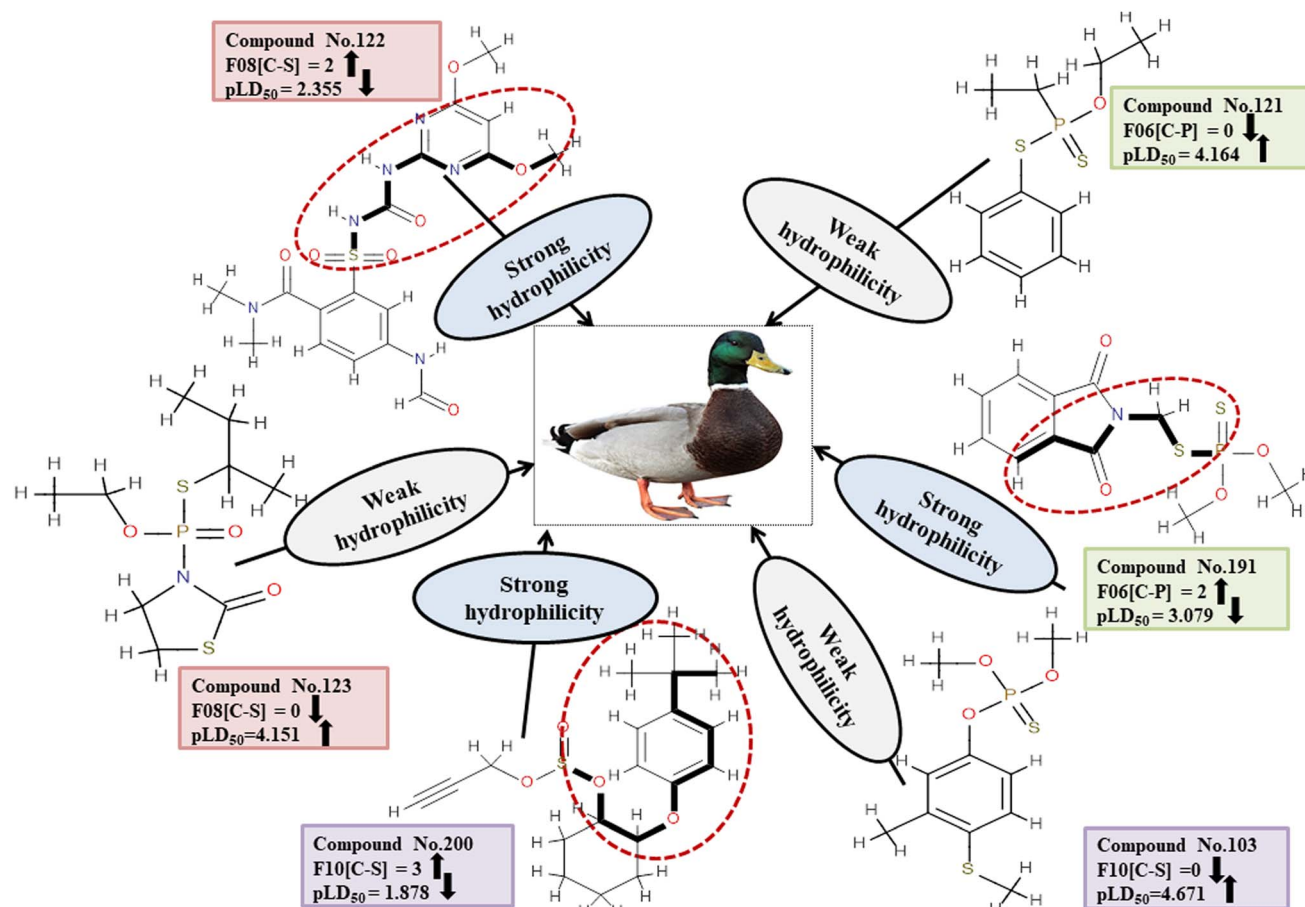 Compound No.122
F08[C-S] = 2
pLD50 = 2.355
Compound No.121
F06[C-P] = 0
pLD50 = 4.164
Strong
hydrophilicity
Weak
hydrophilicity
Weak
hydrophilicity
Strong
hydrophilicity
Strong
hydrophilicity
Weak
hydrophilicity
Compound No.191
F06[C-P] = 2
pLD50 = 3.079
Compound No.123
F08[C-S] = 0
pLD50=4.151
Compound No.200
F10[C-S] = 3
pLD50 = 1.878
Compound No.103
F10[C-S] =0
pLD50=4.671